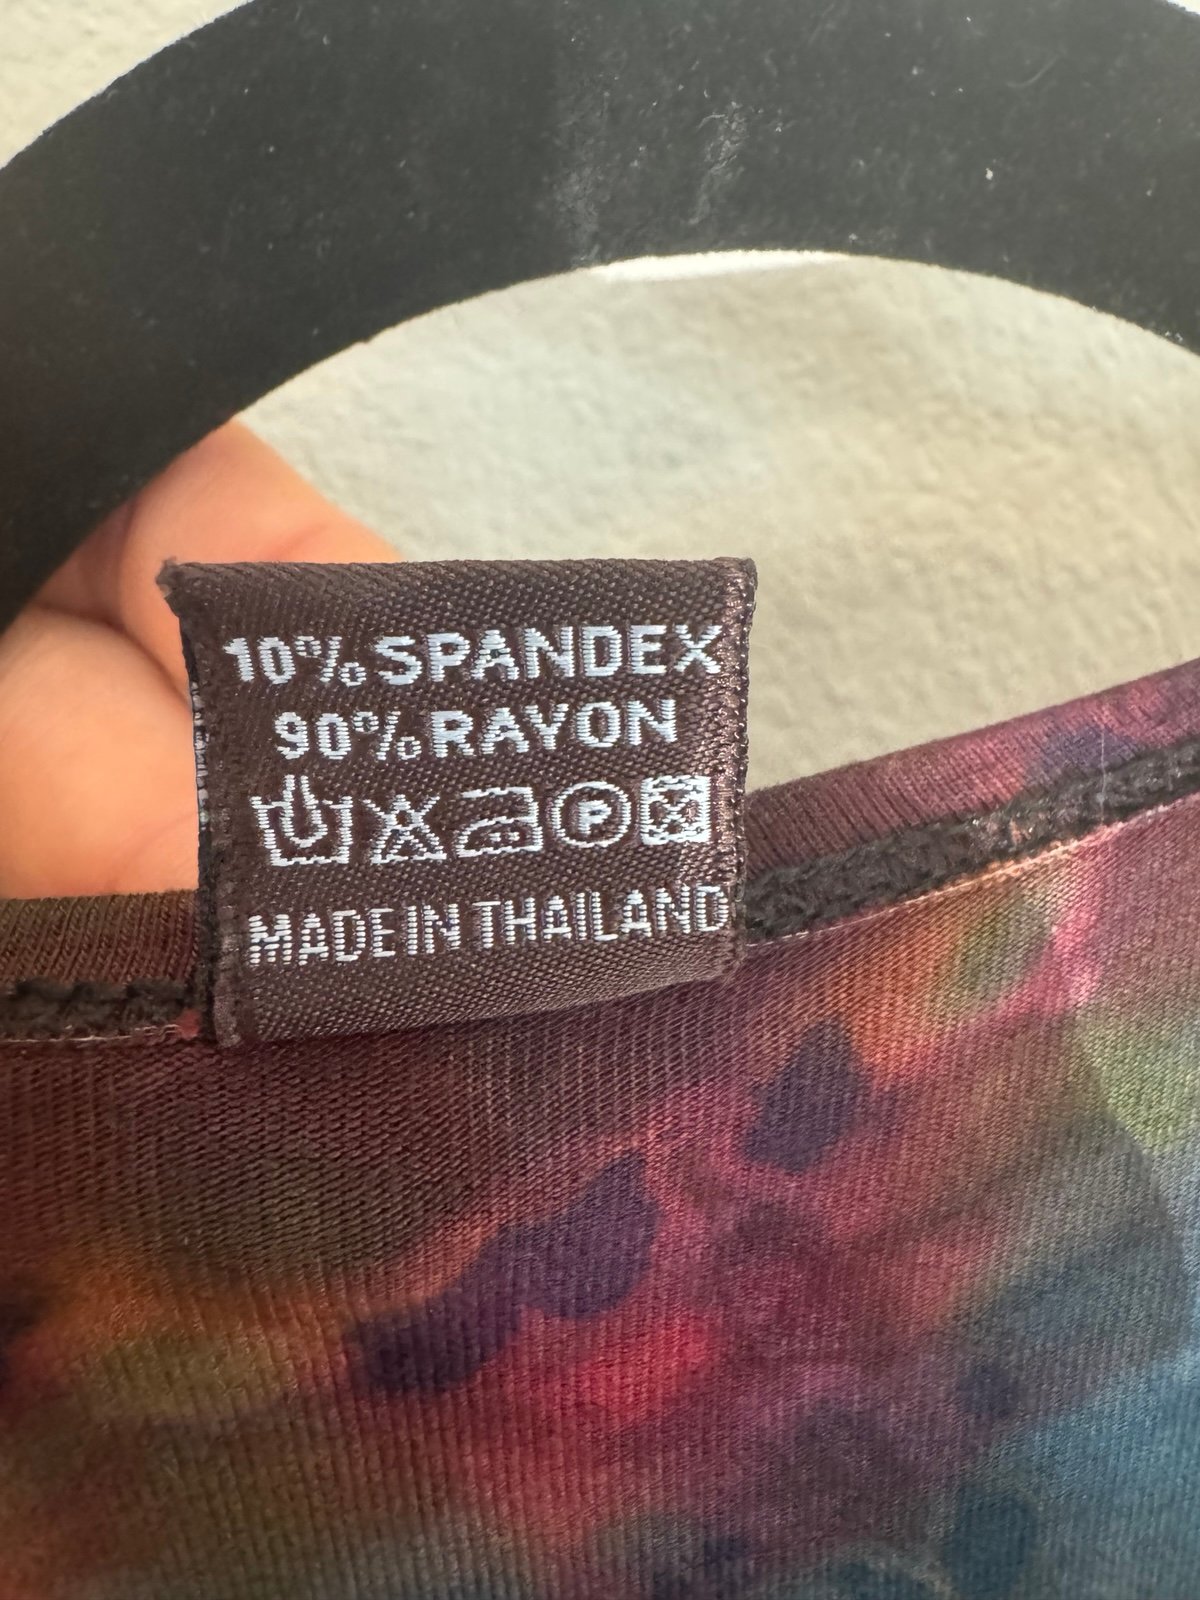 10% SPANDEX
90% RAYON
P
MADE IN THAILAND